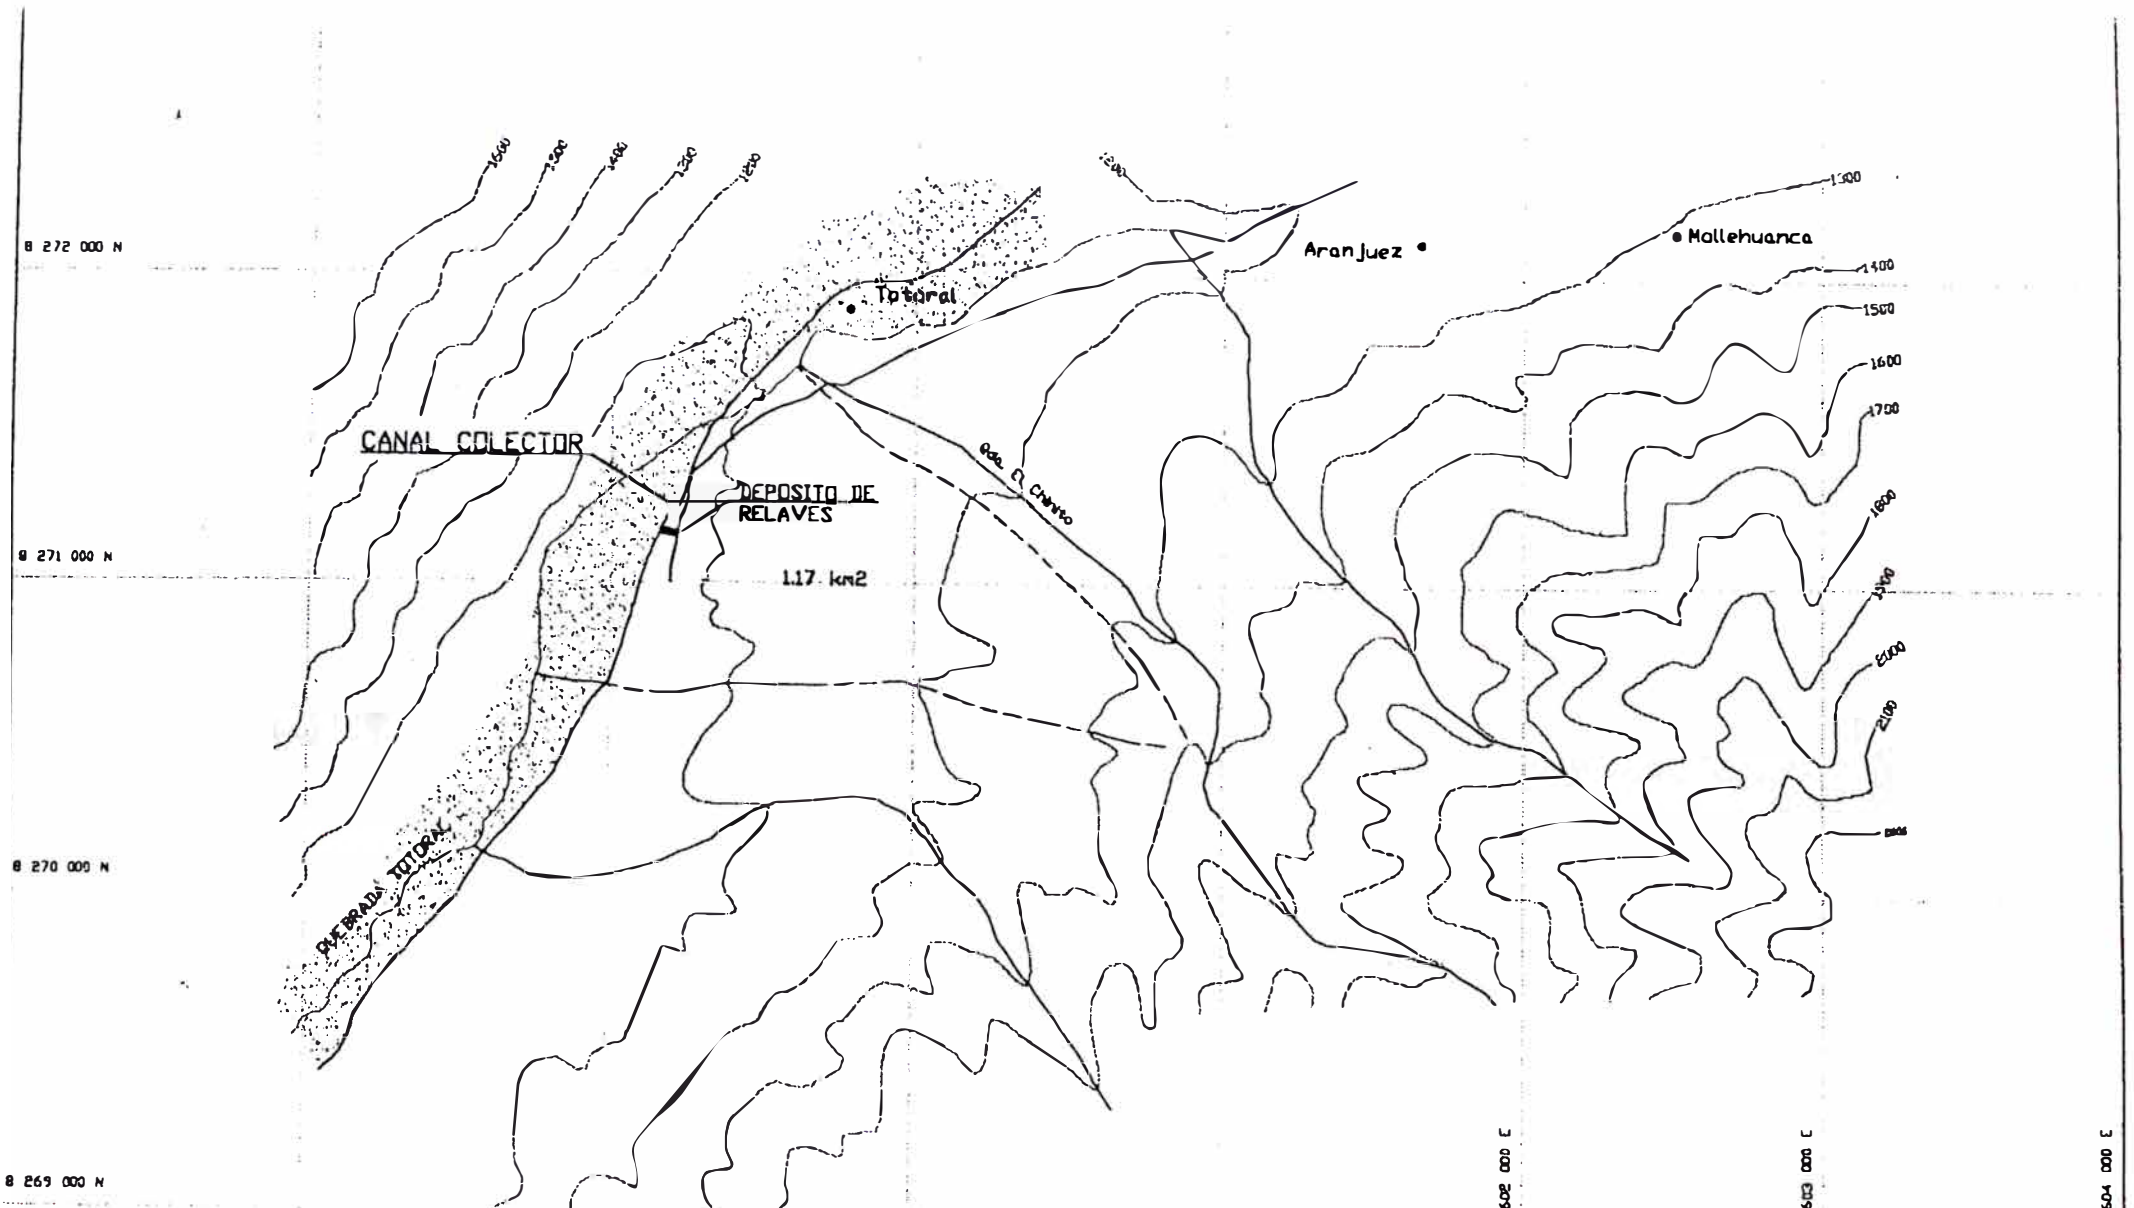 1600
1500
1400
1300
1200
1200
1300
8 272 000 N
Aranjuez
Mollehuanca
1400
Totoral
1500
1600
1700
CANAL COLECTOR
Qda. El Chinito
DEPOSITO DE
RELAVES
1800
8 271 000 N
1.17 km2
1900
2000
2100
QUEBRADA TOTORAL
8 270 000 N
8 269 000 N
502 000 E
503 000 E
504 000 E